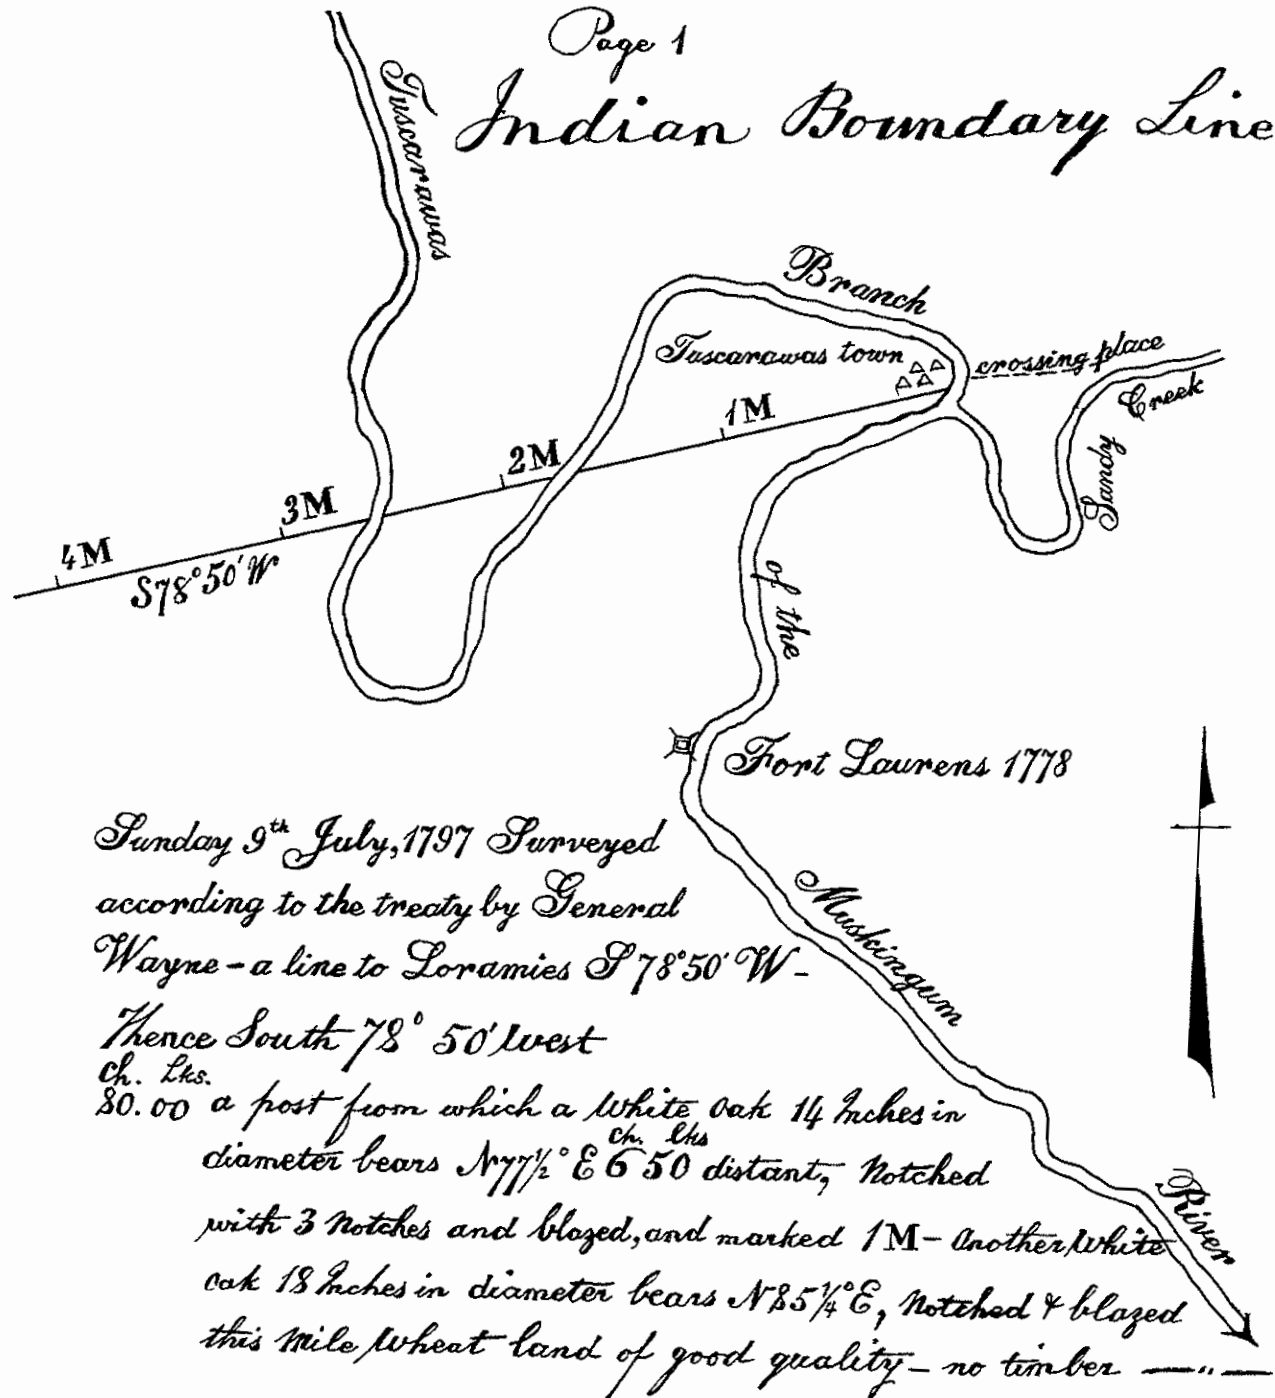 Page 1
Indian Boundary Line
Tuscarawas
Branch
Tuscarawas town
crossing place
Creek
Sandy
1M
2M
3M
4M
S78°50′W
of the
Fort Laurens 1778
Muskingum
River
Sunday 9th July, 1797 Surveyed
according to the treaty by General
Wayne – a line to Loramies S 78°50′ W –
Thence South 78° 50′ West
ch. Lks.
80.00 a post from which a White Oak 14 Inches in
ch. lks
diameter bears N77½° E 6 50 distant, Notched
with 3 Notches and blazed, and marked 1M – Another White
oak 18 Inches in diameter bears N85¼° E, Notched & blazed
this Mile Wheat land of good quality – no timber —〃—